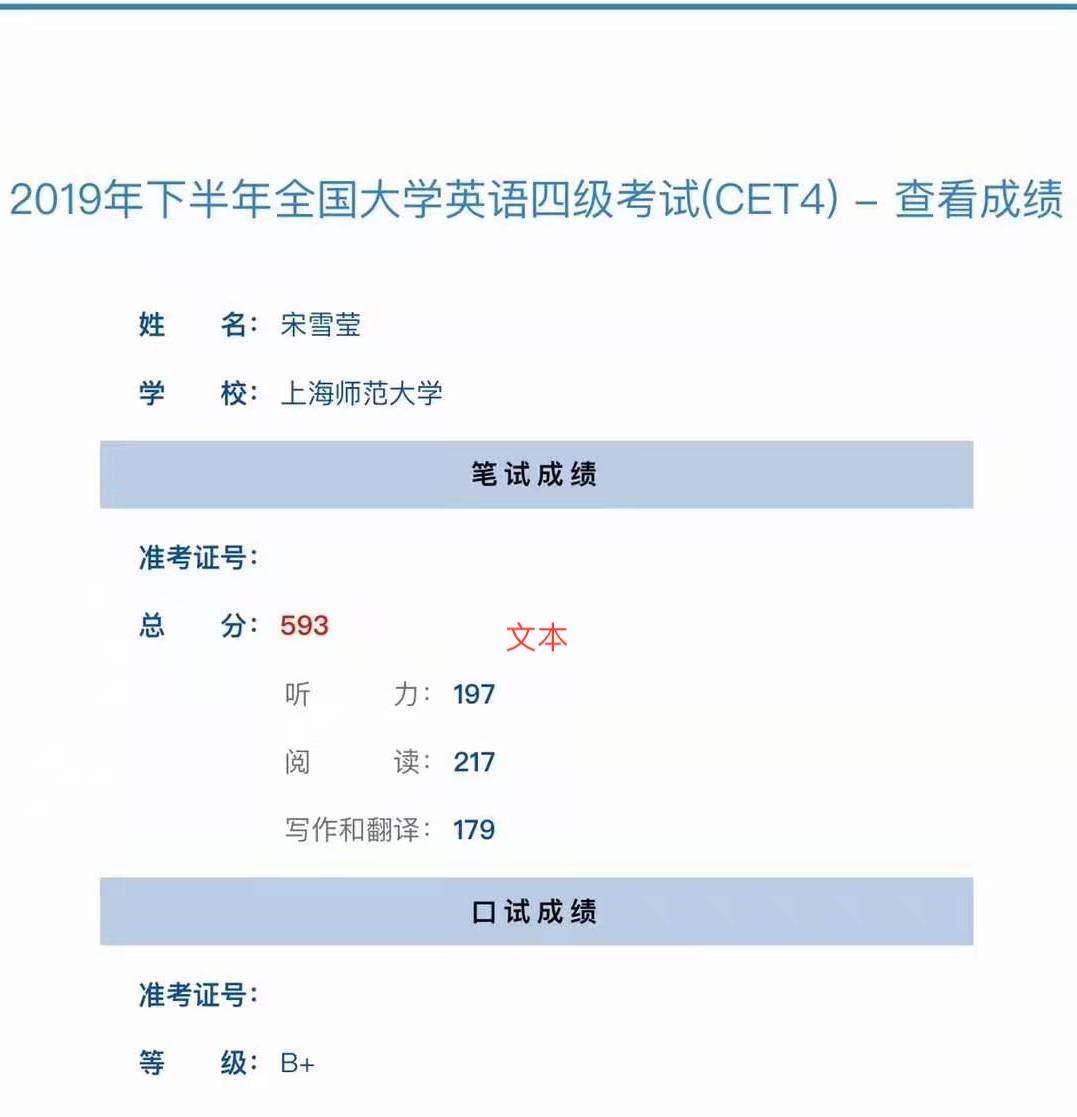 2019年下半年全国大学英语四级考试(CET4) - 查看成绩
姓 名： 宋雪莹
学 校： 上海师范大学
笔试成绩
准考证号：
总 分： 593
文本
听 力： 197
阅 读： 217
写作和翻译： 179
口试成绩
准考证号：
等 级： B+